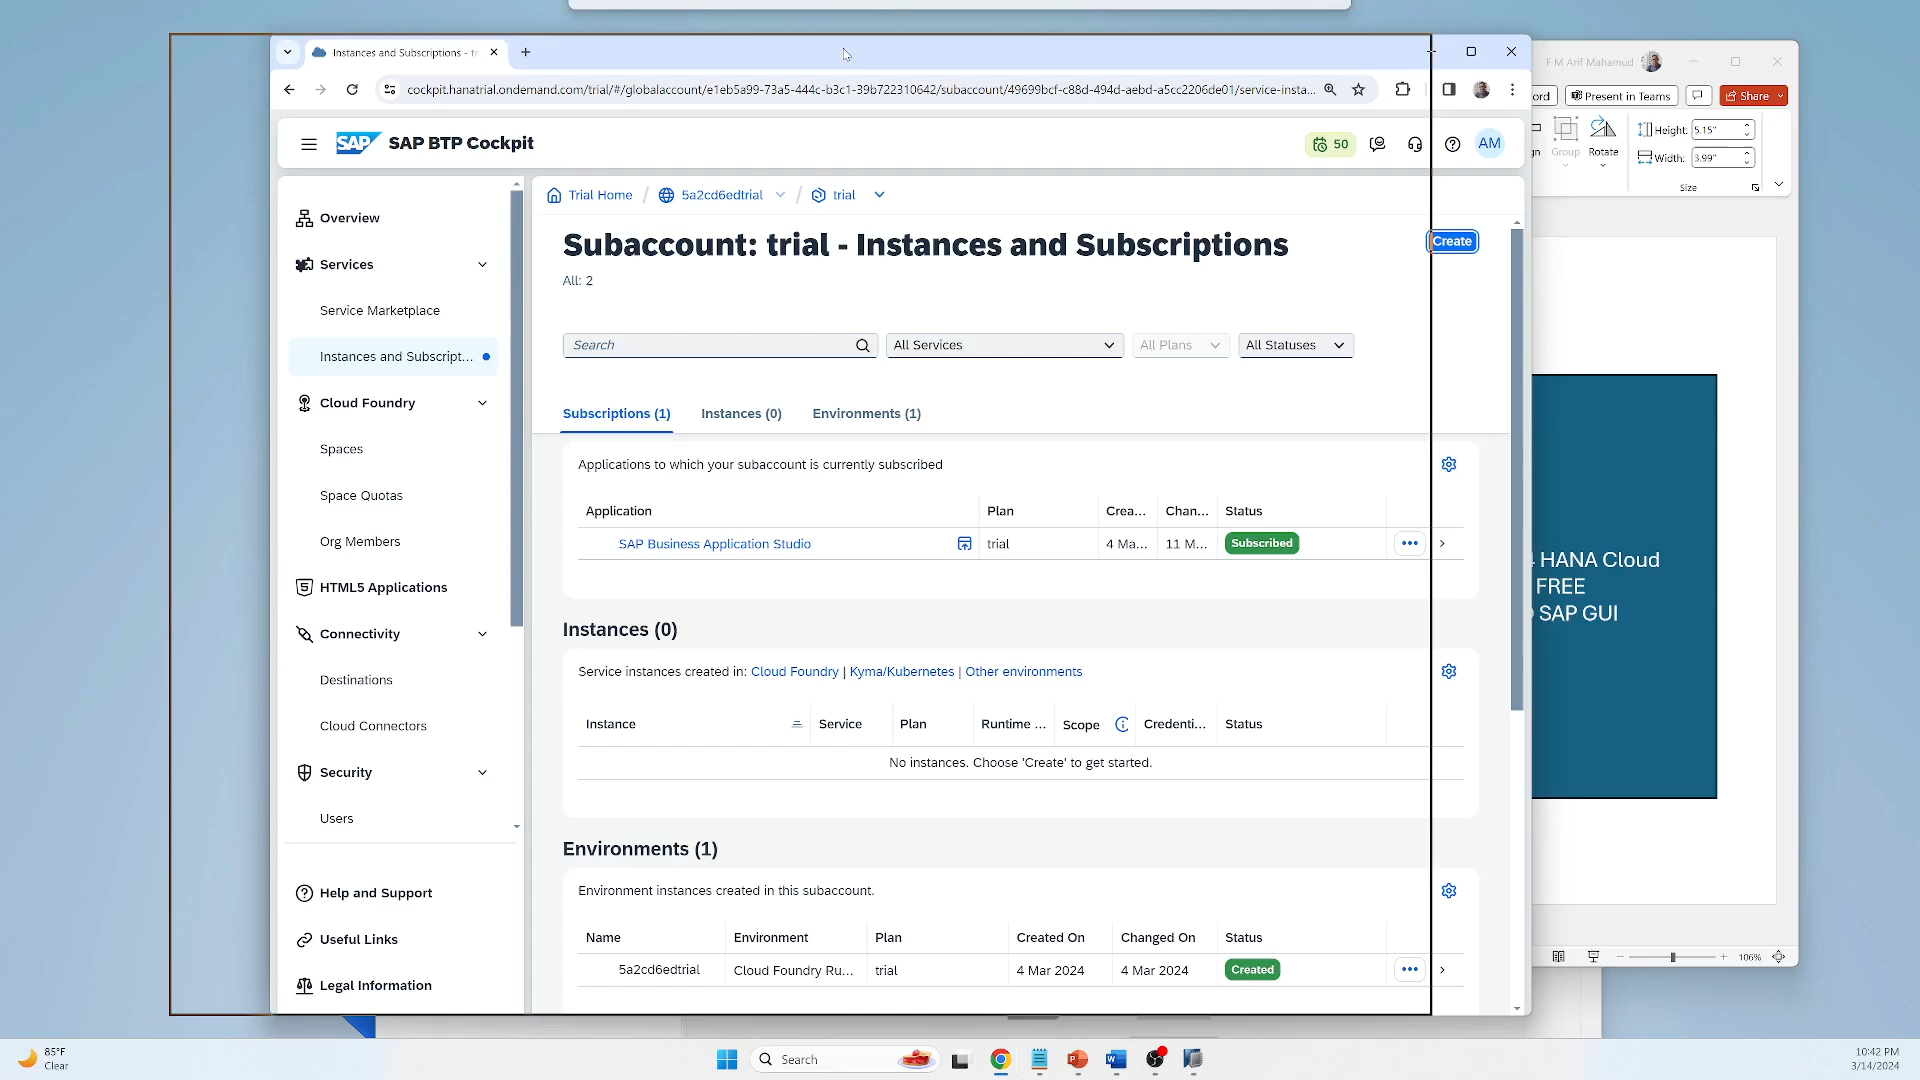 Instances and Subscriptions - tr
cockpit.hanatrial.ondemand.com/trial/#/globalaccount/e1eb5a99-73a5-444c-b3c1-39b722310642/subaccount/49699bcf-c88d-494d-aebd-a5cc2206de01/service-insta...
SAP SAP BTP Cockpit
50
AM
Overview
Services
Service Marketplace
Instances and Subscript...
Cloud Foundry
Spaces
Space Quotas
Org Members
HTML5 Applications
Connectivity
Destinations
Cloud Connectors
Security
Users
Help and Support
Useful Links
Legal Information
Trial Home / 5a2cd6edtrial / trial
Subaccount: trial - Instances and Subscriptions
Create
All: 2
Search
All Services
All Plans
All Statuses
Subscriptions (1) Instances (0) Environments (1)
Applications to which your subaccount is currently subscribed
Application Plan Crea... Chan... Status
SAP Business Application Studio trial 4 Ma... 11 M... Subscribed
Instances (0)
Service instances created in: Cloud Foundry | Kyma/Kubernetes | Other environments
Instance Service Plan Runtime ... Scope Credenti... Status
No instances. Choose 'Create' to get started.
Environments (1)
Environment instances created in this subaccount.
Name Environment Plan Created On Changed On Status
5a2cd6edtrial Cloud Foundry Ru... trial 4 Mar 2024 4 Mar 2024 Created
F M Arif Mahamud
ord
Present in Teams
Share
Group
Rotate
Height: 5.15"
Width: 3.99"
Size
HANA Cloud
FREE
SAP GUI
106%
85°F
Clear
Search
10:42 PM
3/14/2024